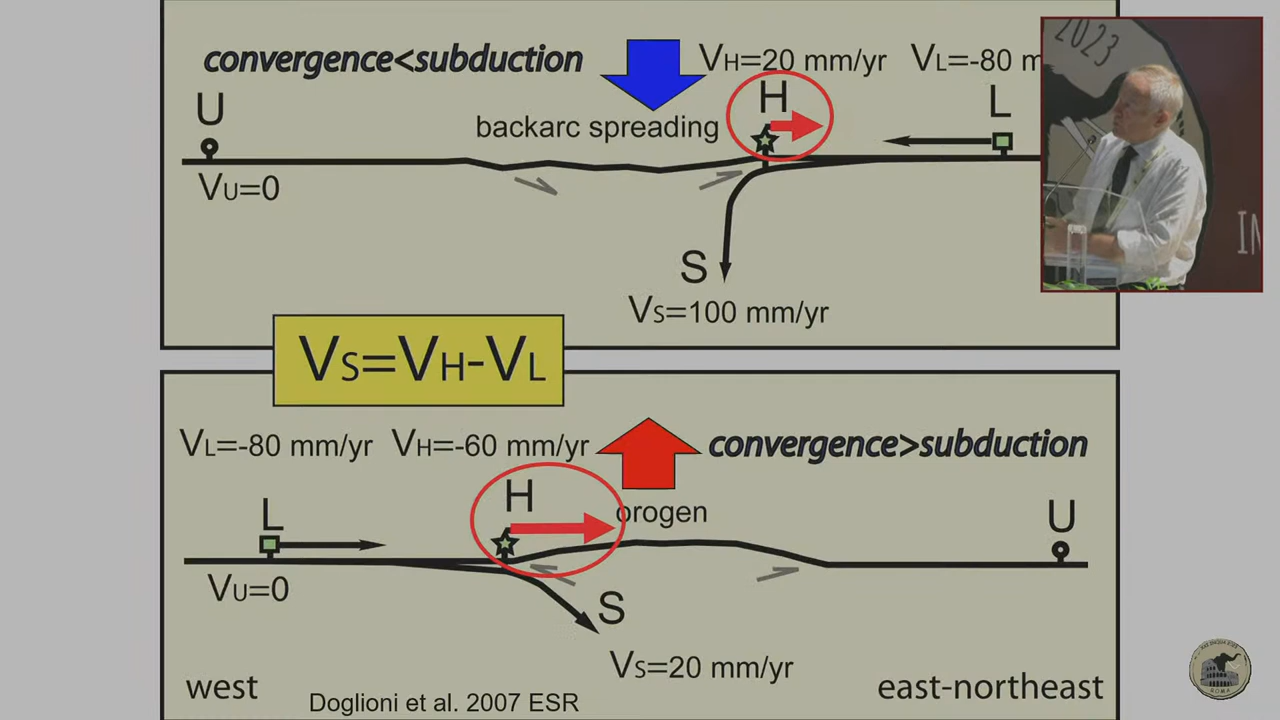 convergence<subduction
VH=20 mm/yr VL=-80 m
2023
U
H
L
backarc spreading
VU=0
S
VS=100 mm/yr
VS=VH-VL
VL=-80 mm/yr VH=-60 mm/yr
convergence>subduction
H
orogen
L
U
VU=0
S
VS=20 mm/yr
west
Doglioni et al. 2007 ESR
east-northeast
ROMA